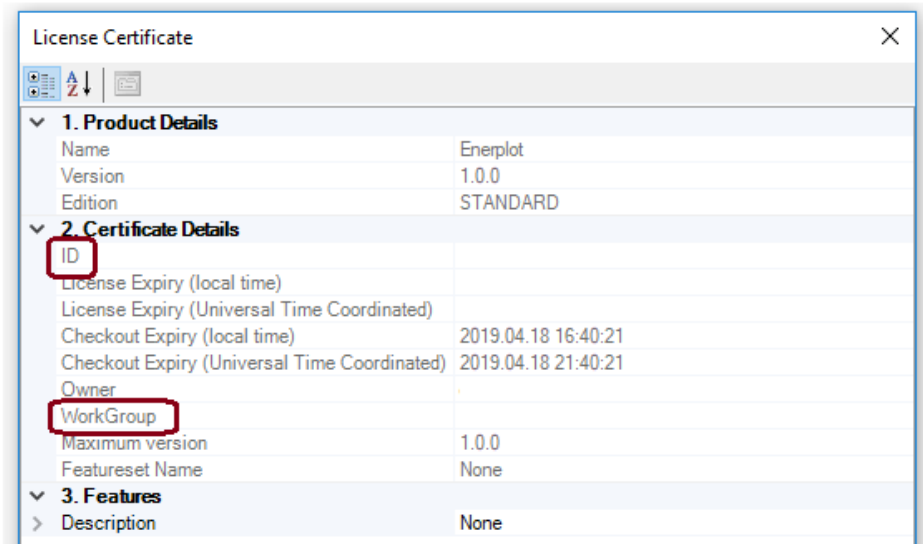 License Certificate
1. Product Details
Name Enerplot
Version 1.0.0
Edition STANDARD
2. Certificate Details
ID
License Expiry (local time)
License Expiry (Universal Time Coordinated)
Checkout Expiry (local time) 2019.04.18 16:40:21
Checkout Expiry (Universal Time Coordinated) 2019.04.18 21:40:21
Owner
WorkGroup
Maximum version 1.0.0
Featureset Name None
3. Features
Description None